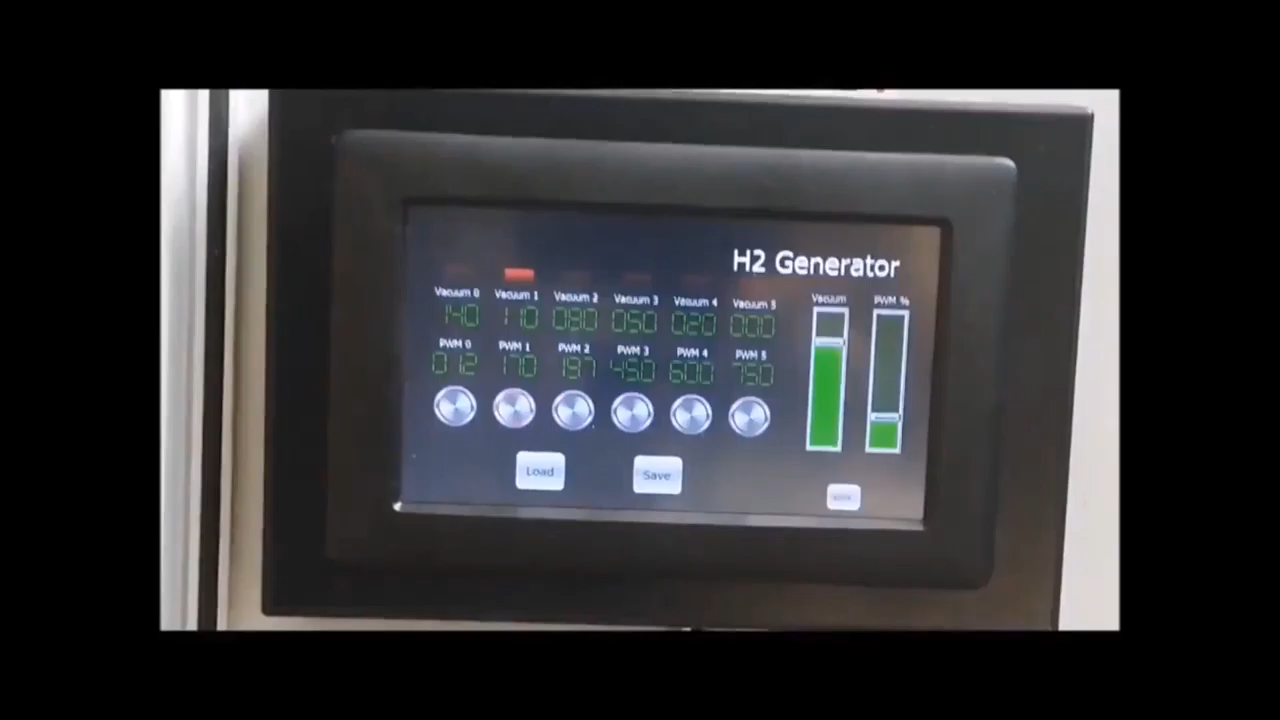 H2 Generator
Vacuum 0 Vacuum 1 Vacuum 2 Vacuum 3 Vacuum 4 Vacuum 5 Vacuum PWM %
140 110 080 050 020 000
PWM 0 PWM 1 PWM 2 PWM 3 PWM 4 PWM 5
012 170 197 450 600 750
Load Save